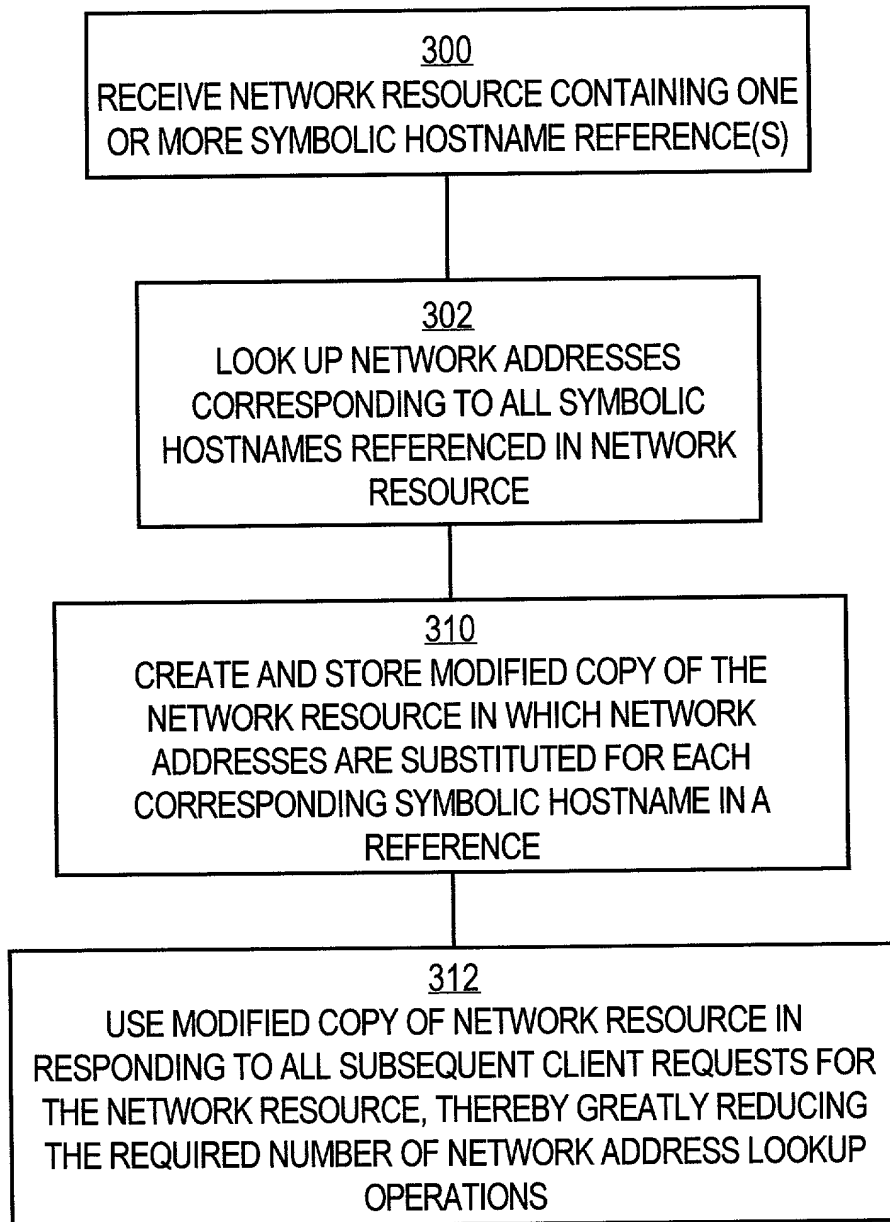 300
RECEIVE NETWORK RESOURCE CONTAINING ONE
OR MORE SYMBOLIC HOSTNAME REFERENCE(S)
302
LOOK UP NETWORK ADDRESSES
CORRESPONDING TO ALL SYMBOLIC
HOSTNAMES REFERENCED IN NETWORK
RESOURCE
310
CREATE AND STORE MODIFIED COPY OF THE
NETWORK RESOURCE IN WHICH NETWORK
ADDRESSES ARE SUBSTITUTED FOR EACH
CORRESPONDING SYMBOLIC HOSTNAME IN A
REFERENCE
312
USE MODIFIED COPY OF NETWORK RESOURCE IN
RESPONDING TO ALL SUBSEQUENT CLIENT REQUESTS FOR
THE NETWORK RESOURCE, THEREBY GREATLY REDUCING
THE REQUIRED NUMBER OF NETWORK ADDRESS LOOKUP
OPERATIONS